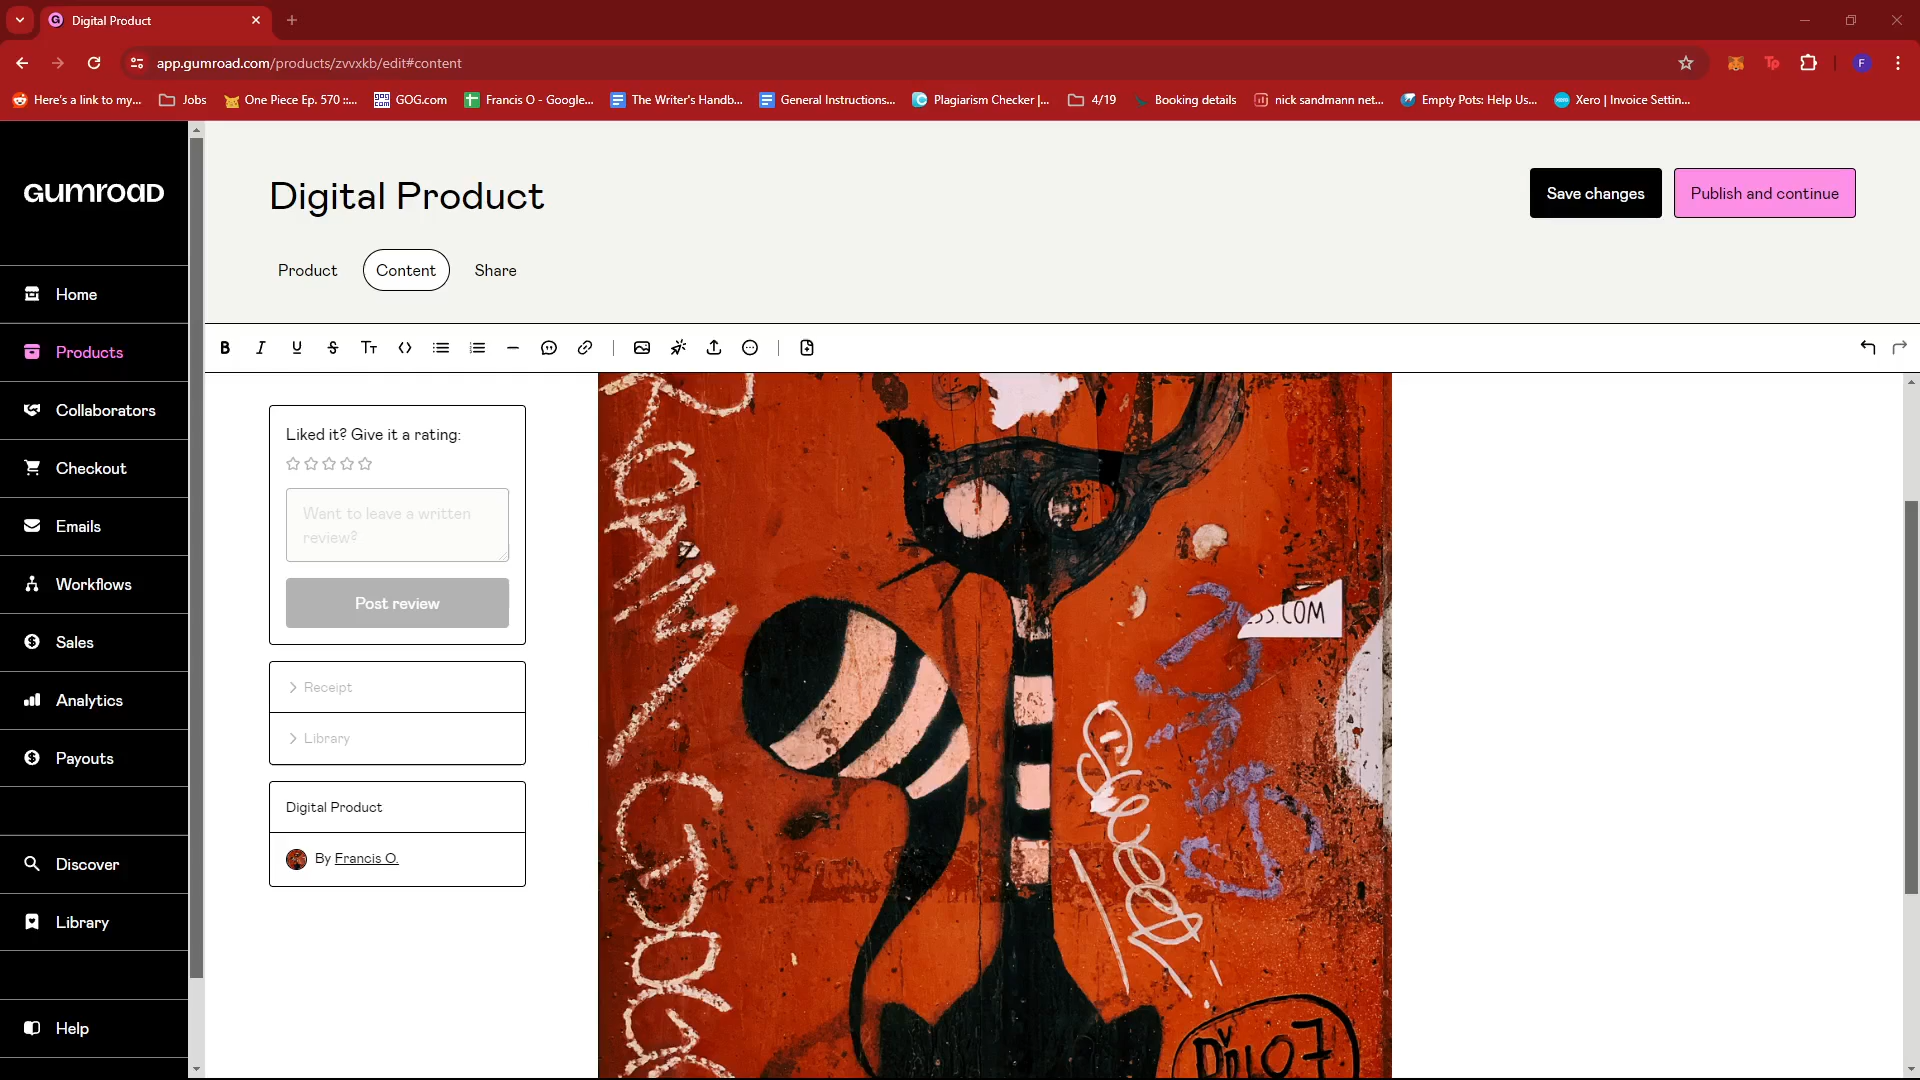 Digital Product
app.gumroad.com/products/zvvxkb/edit#content
Here's a link to my...
Jobs
One Piece Ep. 570 ::...
GOG.com
Francis O - Google...
The Writer's Handb...
General Instructions...
Plagiarism Checker |...
4/19
Booking details
nick sandmann net...
Empty Pots: Help Us...
Xero | Invoice Settin...
GUMROAD
Home
Products
Collaborators
Checkout
Emails
Workflows
Sales
Analytics
Payouts
Discover
Library
Help
Digital Product
Save changes
Publish and continue
Product
Content
Share
Liked it? Give it a rating:
Want to leave a written
review?
Post review
Receipt
Library
Digital Product
By Francis O.
SS.COM